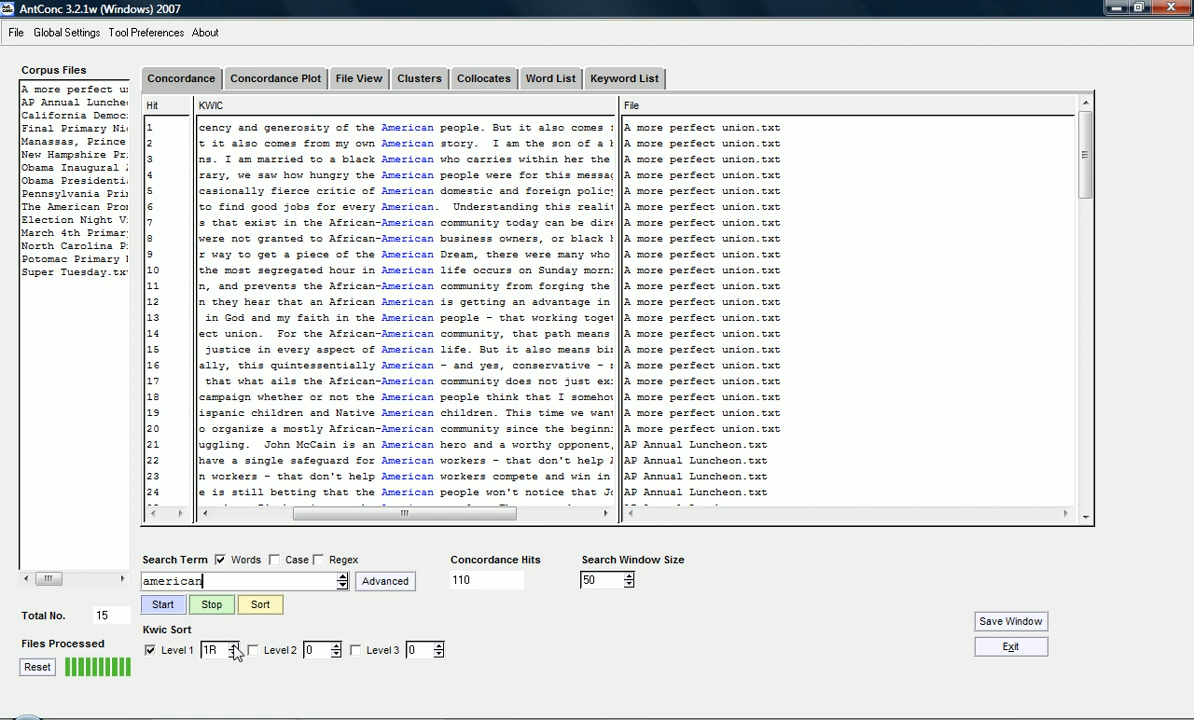 AntConc 3.2.1w (Windows) 2007
File Global Settings Tool Preferences About
Corpus Files
A more perfect
AP Annual
California
Final Primary
Manassas, Prince
New Hampshire
Obama Inaugural
Obama
Pennsylvania
The American
Election Night
March 4th
North Carolina
Potomac Primary
Super
Total No. 15
Files Processed
Reset
Concordance Concordance Plot File View Clusters Collocates Word List Keyword List
Hit KWIC File
1 cency and generosity of the American people. But it also comes A more perfect union.txt
2 t it also comes from my own American story. I am the son of a A more perfect union.txt
3 ns. I am married to a black American who carries within her the A more perfect union.txt
4 rary, we saw how hungry the American people were for this A more perfect union.txt
5 casionally fierce critic of American domestic and foreign A more perfect union.txt
6 to find good jobs for every American. Understanding this A more perfect union.txt
7 s that exist in the African-American community today can be A more perfect union.txt
8 were not granted to African-American business owners, or black A more perfect union.txt
9 r way to get a piece of the American Dream, there were many who A more perfect union.txt
10 the most segregated hour in American life occurs on Sunday A more perfect union.txt
11 n, and prevents the African-American community from forging the A more perfect union.txt
12 n they hear that an African American is getting an advantage in A more perfect union.txt
13 in God and my faith in the American people - that working A more perfect union.txt
14 ect union. For the African-American community, that path means A more perfect union.txt
15 justice in every aspect of American life. But it also means A more perfect union.txt
16 ally, this quintessentially American - and yes, conservative - A more perfect union.txt
17 that what ails the African-American community does not just A more perfect union.txt
18 campaign whether or not the American people think that I A more perfect union.txt
19 ispanic children and Native American children. This time we want A more perfect union.txt
20 o organize a mostly African-American community since the A more perfect union.txt
21 uggling. John McCain is an American hero and a worthy opponent, AP Annual Luncheon.txt
22 have a single safeguard for American workers - that don't help AP Annual Luncheon.txt
23 n workers - that don't help American workers compete and win in AP Annual Luncheon.txt
24 e is still betting that the American people won't notice that AP Annual Luncheon.txt
Search Term Words Case Regex Concordance Hits Search Window Size
american Advanced 110 50
Start Stop Sort
Kwic Sort
Level 1 1R Level 2 0 Level 3 0
Save Window
Exit